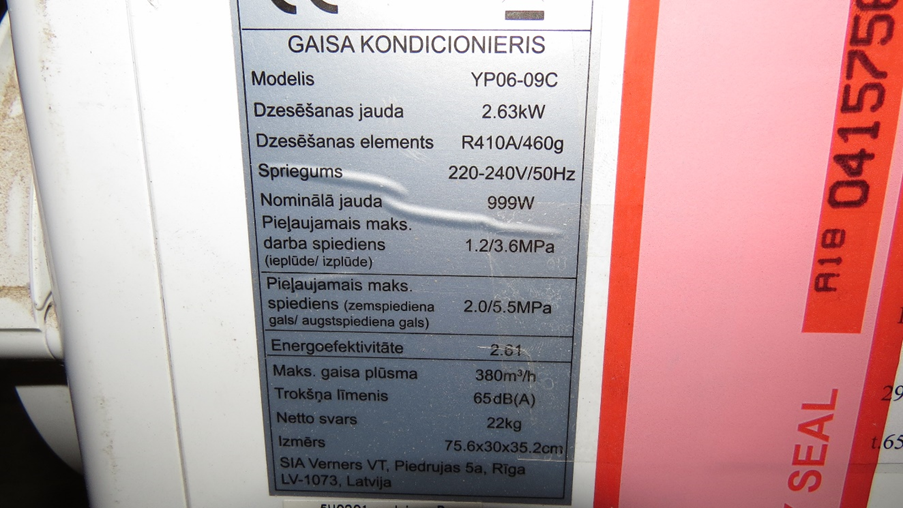 CE
GAISA KONDICIONIERIS
Modelis YP06-09C
Dzesēšanas jauda 2.63kW
Dzesēšanas elements R410A/460g
Spriegums 220-240V/50Hz
Nominālā jauda 999W
Pieļaujamais maks.
darba spiediens 1.2/3.6MPa
(ieplūde/ izplūde)
Pieļaujamais maks.
spiediens (zemspiediena 2.0/5.5MPa
gals/ augstspiediena gals)
Energoefektivitāte 2.61
Maks. gaisa plūsma 380m³/h
Trokšņa līmenis 65dB(A)
Netto svars 22kg
Izmērs 75.6x30x35.2cm
SIA Verners VT, Piedrujas 5a, Rīga
LV-1073, Latvija
A18 0415756
SEAL
29
t.65